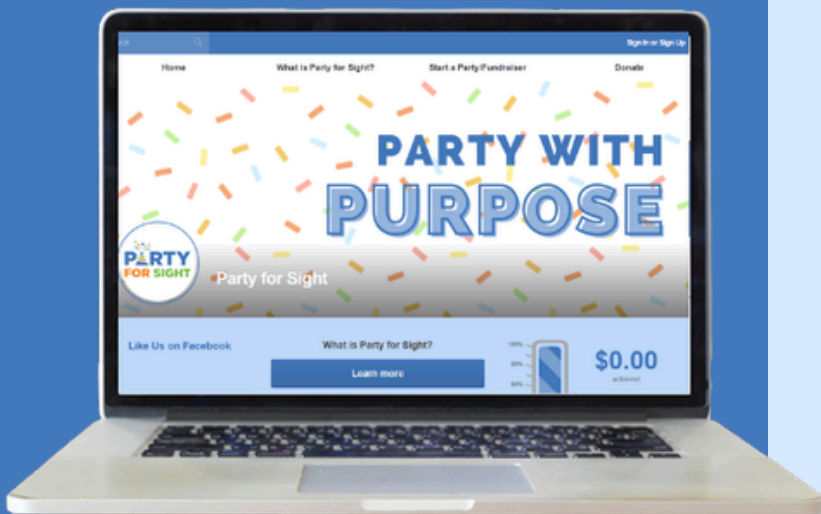 Sign In or Sign Up
Home What is Party for Sight? Start a Party/Fundraiser Donate
PARTY WITH
PURPOSE
PARTY
FOR SIGHT
Party for Sight
Like Us on Facebook
What is Party for Sight?
Learn more
100%
$0.00
achieved